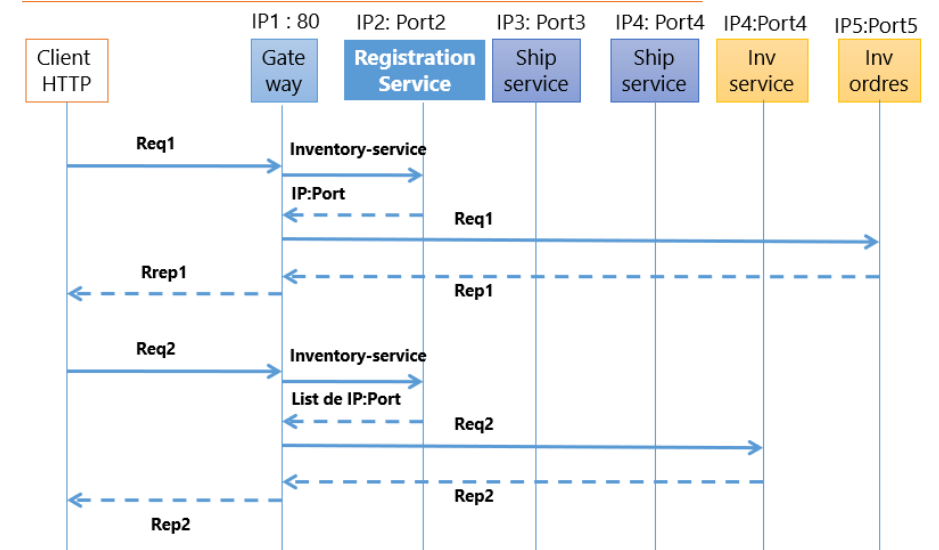 IP1 : 80
IP2: Port2
IP3: Port3
IP4: Port4
IP4:Port4
IP5:Port5
Client
HTTP
Gate
way
Registration
Service
Ship
service
Ship
service
Inv
service
Inv
ordres
Req1
Inventory-service
IP:Port
Req1
Rrep1
Rep1
Req2
Inventory-service
List de IP:Port
Req2
Rep2
Rep2